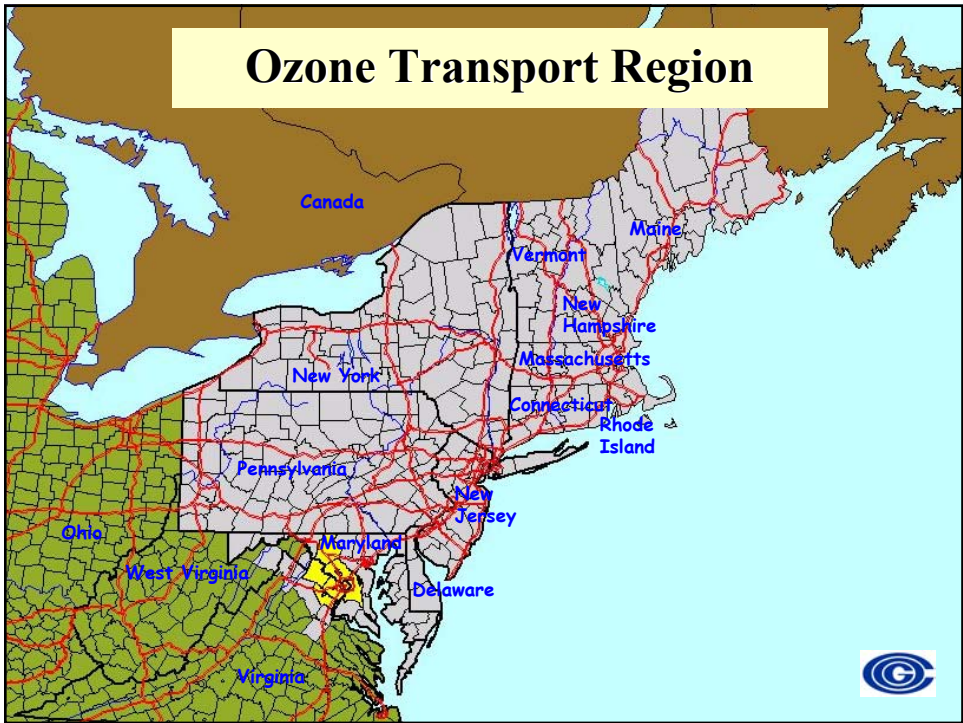 Ozone Transport Region
Canada
Maine
Vermont
New
Hampshire
Massachusetts
New York
Connecticut
Rhode
Island
Pennsylvania
New
Jersey
Ohio
Maryland
West Virginia
Delaware
Virginia
COG